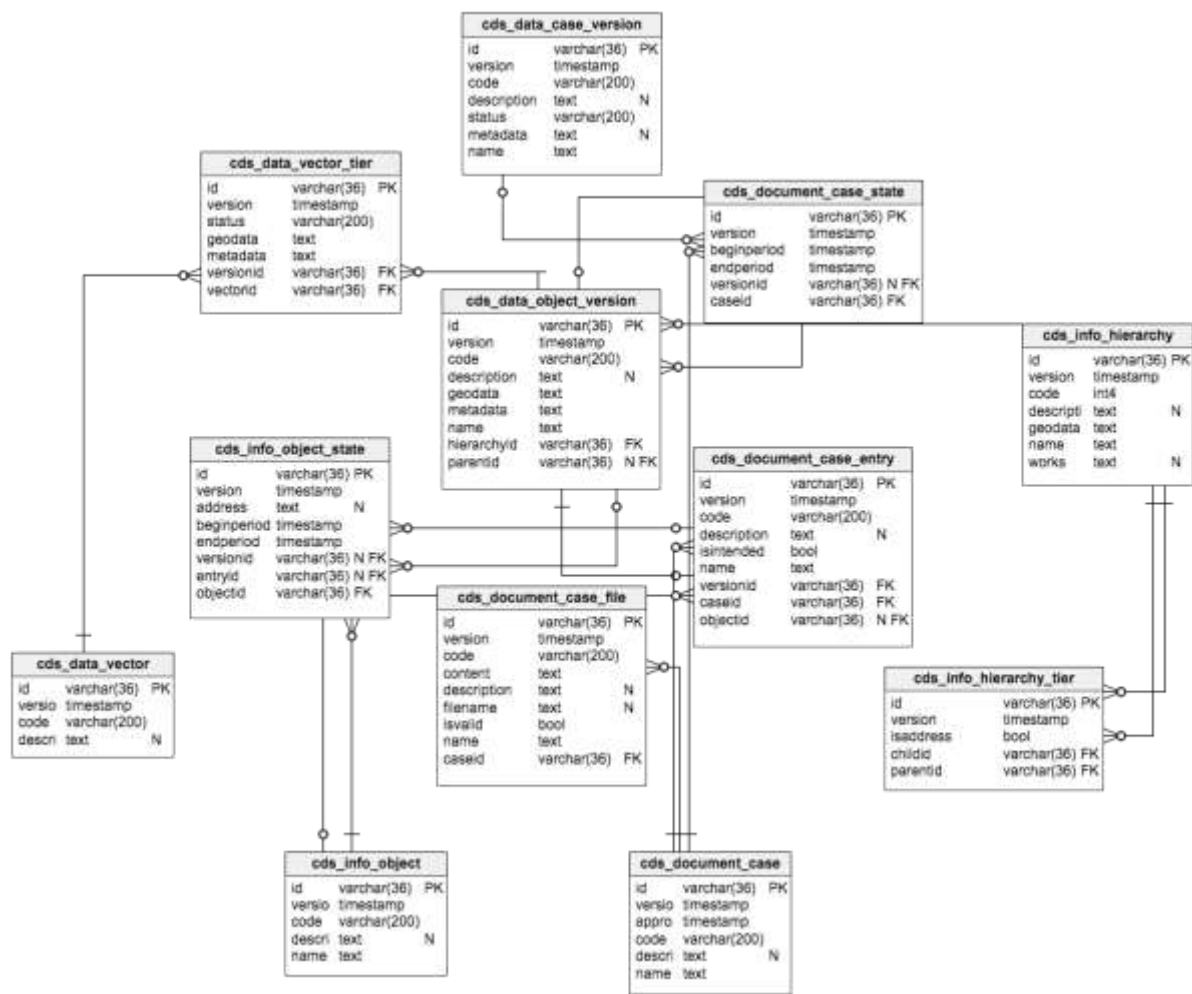 cds_data_case_version
id varchar(36) PK
version timestamp
code varchar(200)
description text N
status varchar(200)
metadata text N
name text
cds_data_vector_tier
id varchar(36) PK
version timestamp
status varchar(200)
geodata text
metadata text
versionid varchar(36) FK
vectorid varchar(36) FK
cds_document_case_state
id varchar(36) PK
version timestamp
beginperiod timestamp
endperiod timestamp
versionid varchar(36) N FK
caseid varchar(36) FK
cds_data_object_version
id varchar(36) PK
version timestamp
code varchar(200)
description text N
geodata text
metadata text
name text
hierarchyid varchar(36) FK
parentid varchar(36) N FK
cds_info_hierarchy
id varchar(36) PK
version timestamp
code int4
descripti text N
geodata text
name text
works text N
cds_info_object_state
id varchar(36) PK
version timestamp
address text N
beginperiod timestamp
endperiod timestamp
versionid varchar(36) N FK
entryid varchar(36) N FK
objectid varchar(36) FK
cds_document_case_entry
id varchar(36) PK
version timestamp
code varchar(200)
description text N
isintended bool
name text
versionid varchar(36) FK
caseid varchar(36) FK
objectid varchar(36) N FK
cds_document_case_file
id varchar(36) PK
version timestamp
code varchar(200)
content text
description text N
filename text N
isvalid bool
name text
caseid varchar(36) FK
cds_data_vector
id varchar(36) PK
versio timestamp
code varchar(200)
descri text N
cds_info_hierarchy_tier
id varchar(36) PK
version timestamp
isaddress bool
childid varchar(36) FK
parentid varchar(36) FK
cds_info_object
id varchar(36) PK
versio timestamp
code varchar(200)
descri text N
name text
cds_document_case
id varchar(36) PK
versio timestamp
appro timestamp
code varchar(200)
descri text N
name text